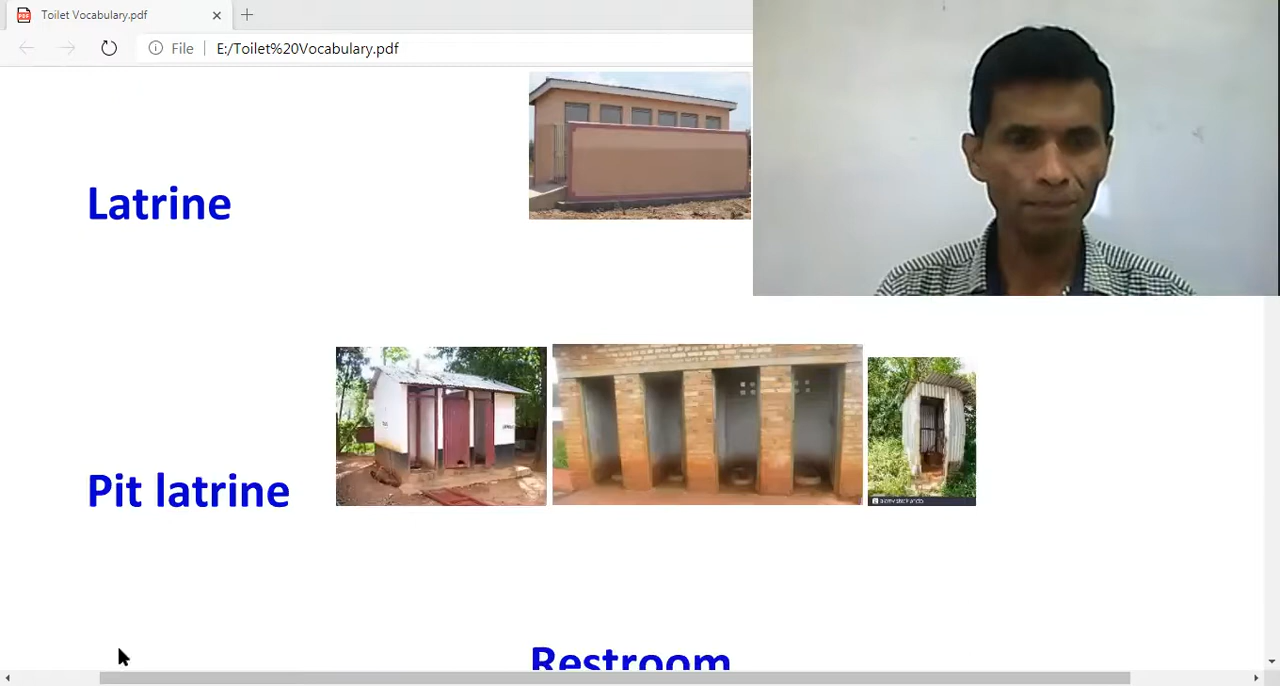 Toilet Vocabulary.pdf
File
E:/Toilet%20Vocabulary.pdf
Latrine
Pit latrine
Restroom